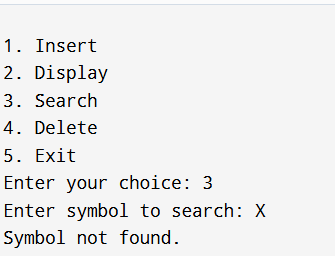 1. Insert
2. Display
3. Search
4. Delete
5. Exit
Enter your choice: 3
Enter symbol to search: X
Symbol not found.